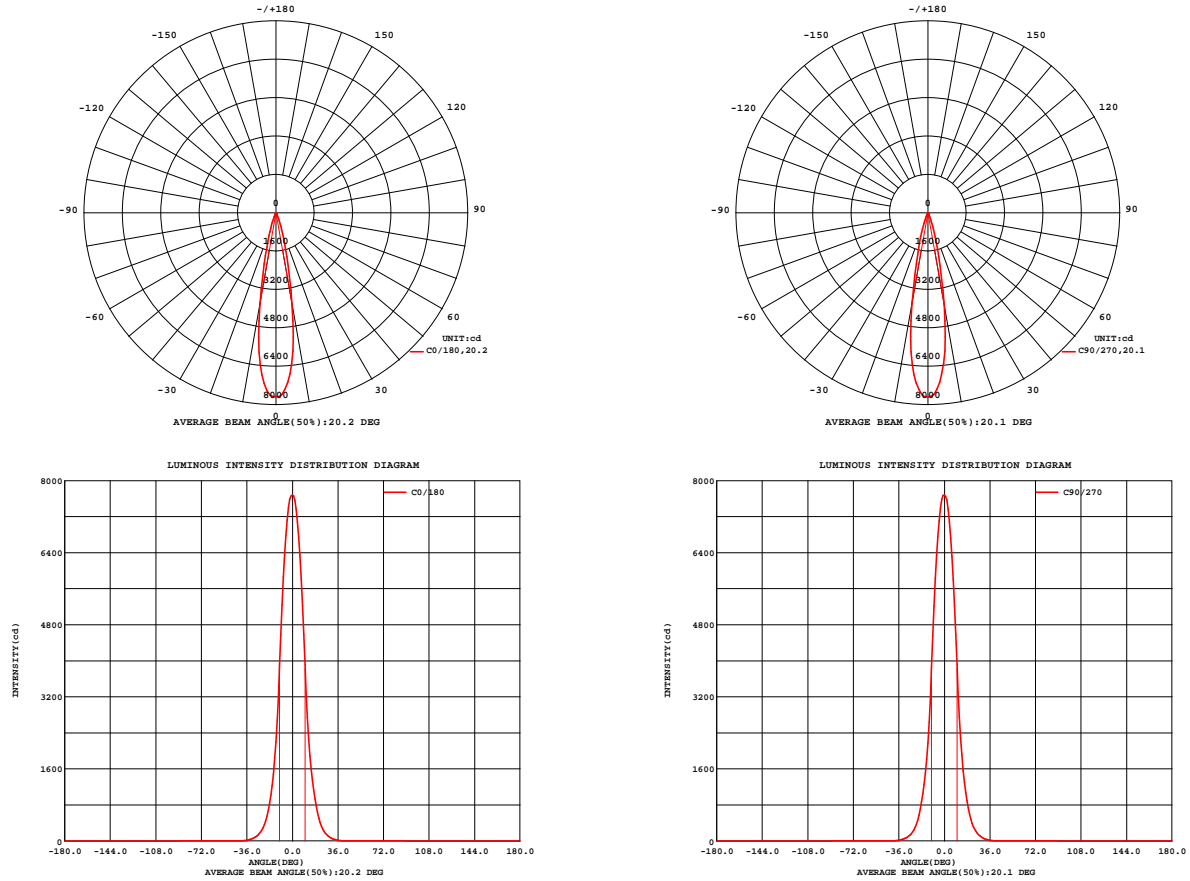 -/+180
-150 150
-120 120
-90 90
0
1600
3200
4800
6400
8000
-60 60
-30 30
0
UNIT:cd
C0/180,20.2
AVERAGE BEAM ANGLE(50%):20.2 DEG
-/+180
-150 150
-120 120
-90 90
0
1600
3200
4800
6400
8000
-60 60
-30 30
0
UNIT:cd
C90/270,20.1
AVERAGE BEAM ANGLE(50%):20.1 DEG
LUMINOUS INTENSITY DISTRIBUTION DIAGRAM
C0/180
8000
6400
4800
3200
1600
0
INTENSITY(cd)
-180.0 -144.0 -108.0 -72.0 -36.0 0.0 36.0 72.0 108.0 144.0 180.0
ANGLE(DEG)
AVERAGE BEAM ANGLE(50%):20.2 DEG
LUMINOUS INTENSITY DISTRIBUTION DIAGRAM
C90/270
8000
6400
4800
3200
1600
0
INTENSITY(cd)
-180.0 -144.0 -108.0 -72.0 -36.0 0.0 36.0 72.0 108.0 144.0 180.0
ANGLE(DEG)
AVERAGE BEAM ANGLE(50%):20.1 DEG